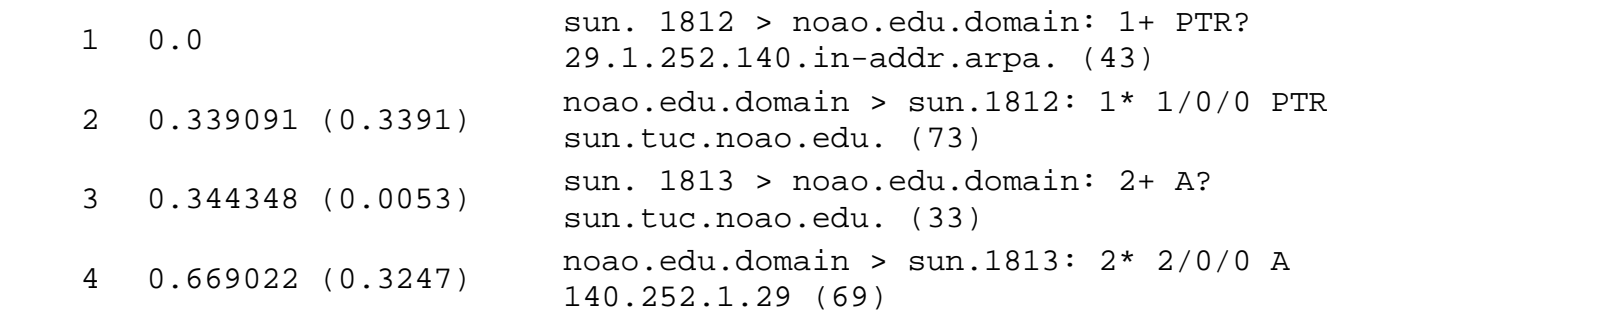 1 0.0 sun. 1812 > noao.edu.domain: 1+ PTR?
29.1.252.140.in-addr.arpa. (43)
2 0.339091 (0.3391) noao.edu.domain > sun.1812: 1* 1/0/0 PTR
sun.tuc.noao.edu. (73)
3 0.344348 (0.0053) sun. 1813 > noao.edu.domain: 2+ A?
sun.tuc.noao.edu. (33)
4 0.669022 (0.3247) noao.edu.domain > sun.1813: 2* 2/0/0 A
140.252.1.29 (69)